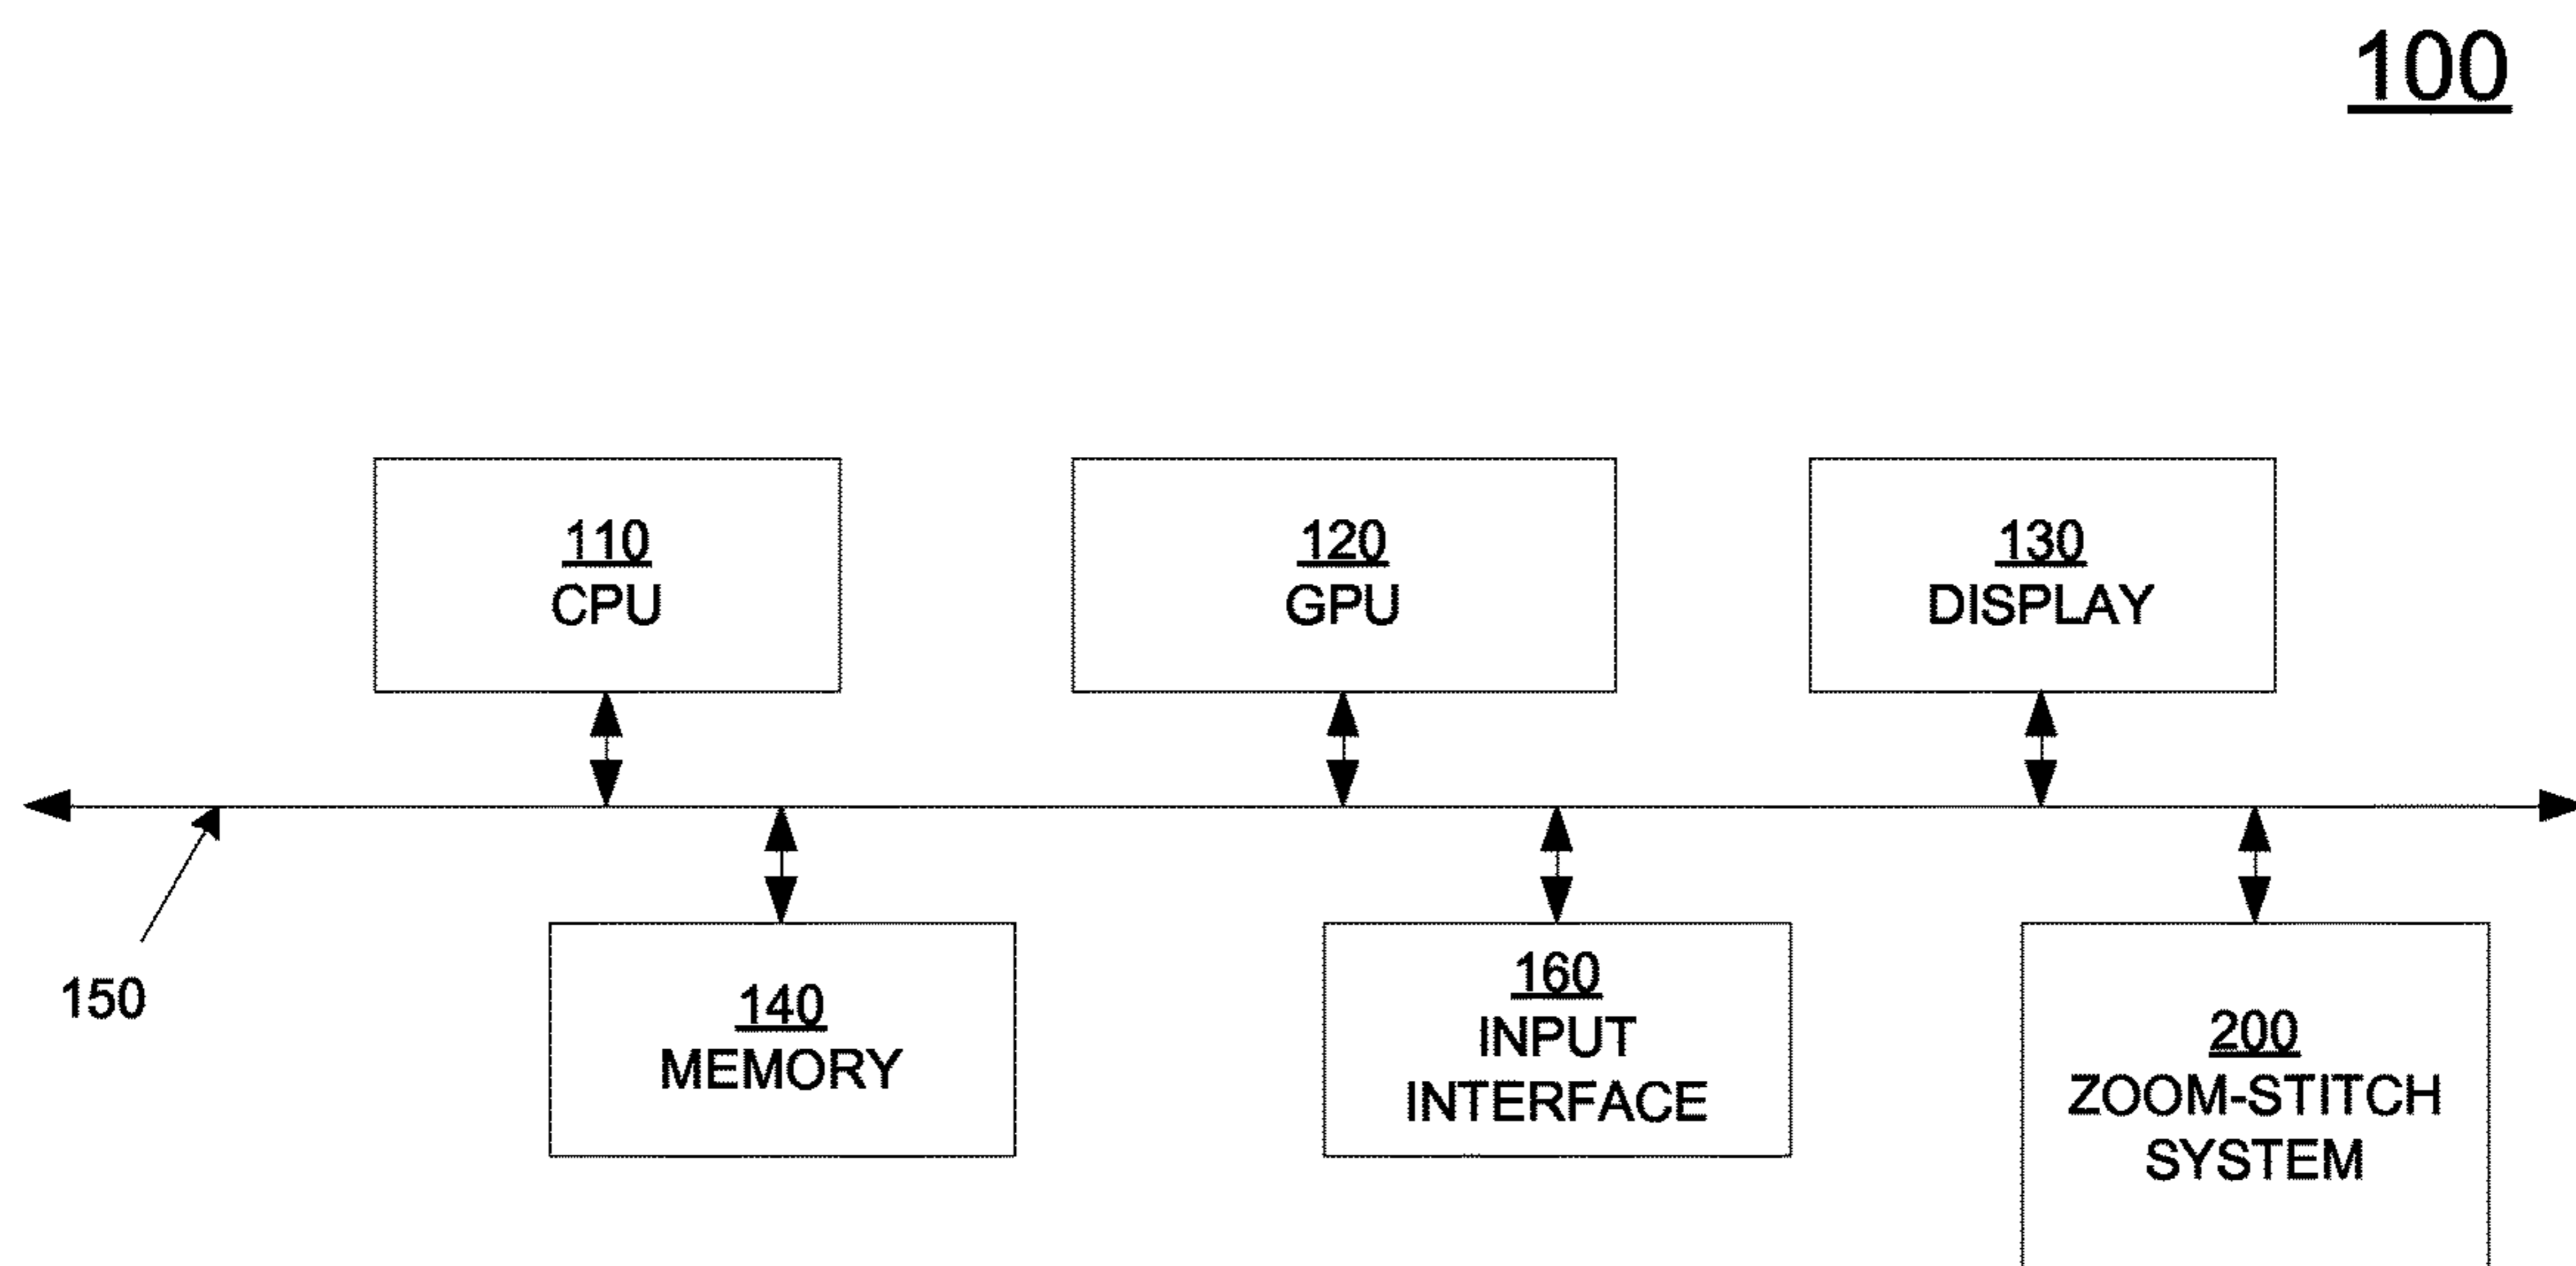 100
110
CPU
120
GPU
130
DISPLAY
150
140
MEMORY
160
INPUT
INTERFACE
200
ZOOM-STITCH
SYSTEM